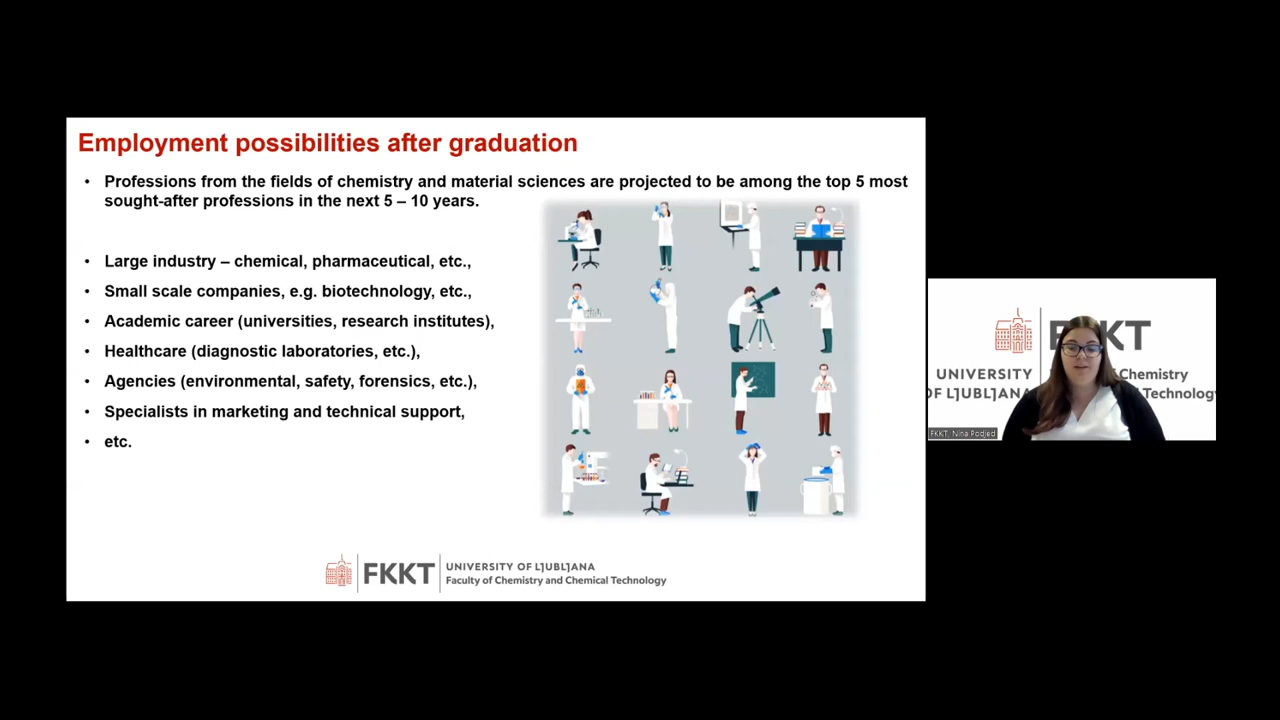 Employment possibilities after graduation
• Professions from the fields of chemistry and material sciences are projected to be among the top 5 most
sought-after professions in the next 5 – 10 years.
• Large industry – chemical, pharmaceutical, etc.,
• Small scale companies, e.g. biotechnology, etc.,
• Academic career (universities, research institutes),
• Healthcare (diagnostic laboratories, etc.),
• Agencies (environmental, safety, forensics, etc.),
• Specialists in marketing and technical support,
• etc.
FKKT
UNIVERSITY OF LJUBLJANA
Faculty of Chemistry and Chemical Technology
FKKT
UNIVERSITY
OF LJUBLJANA
Chemistry
Technology
FKKT, Nina Podjed